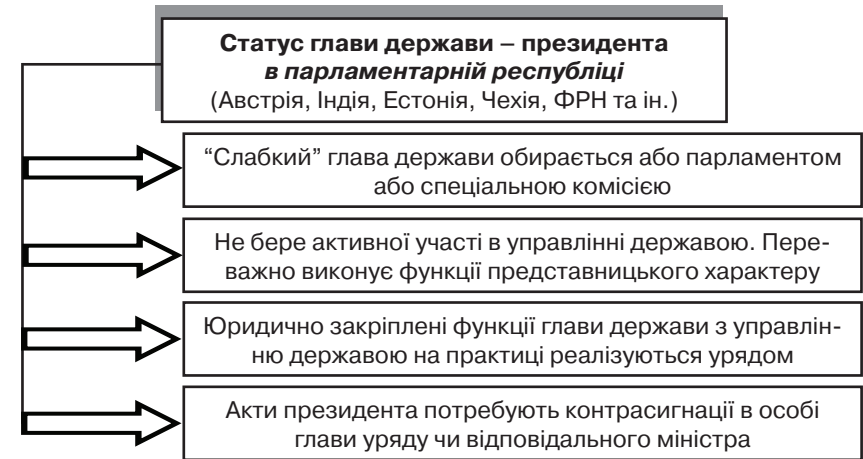 Статус глави держави – президента
в парламентарній республіці
(Австрія, Індія, Естонія, Чехія, ФРН та ін.)
“Слабкий” глава держави обирається або парламентом
або спеціальною комісією
Не бере активної участі в управлінні державою. Пере-
важно виконує функції представницького характеру
Юридично закріплені функції глави держави з управлін-
ню державою на практиці реалізуються урядом
Акти президента потребують контрасигнації в особі
глави уряду чи відповідального міністра